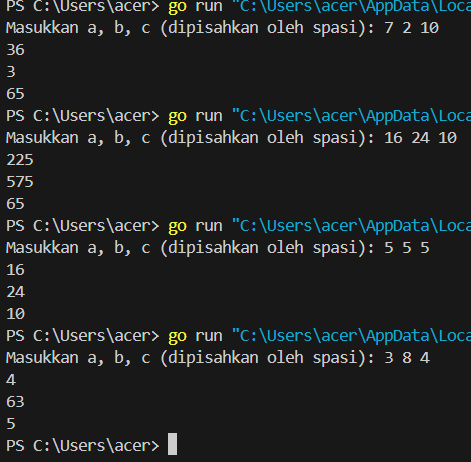 PS C:\Users\acer> go run "C:\Users\acer\AppData\Loca
Masukkan a, b, c (dipisahkan oleh spasi): 7 2 10
36
3
65
PS C:\Users\acer> go run "C:\Users\acer\AppData\Loca
Masukkan a, b, c (dipisahkan oleh spasi): 16 24 10
225
575
65
PS C:\Users\acer> go run "C:\Users\acer\AppData\Loca
Masukkan a, b, c (dipisahkan oleh spasi): 5 5 5
16
24
10
PS C:\Users\acer> go run "C:\Users\acer\AppData\Loca
Masukkan a, b, c (dipisahkan oleh spasi): 3 8 4
4
63
5
PS C:\Users\acer>